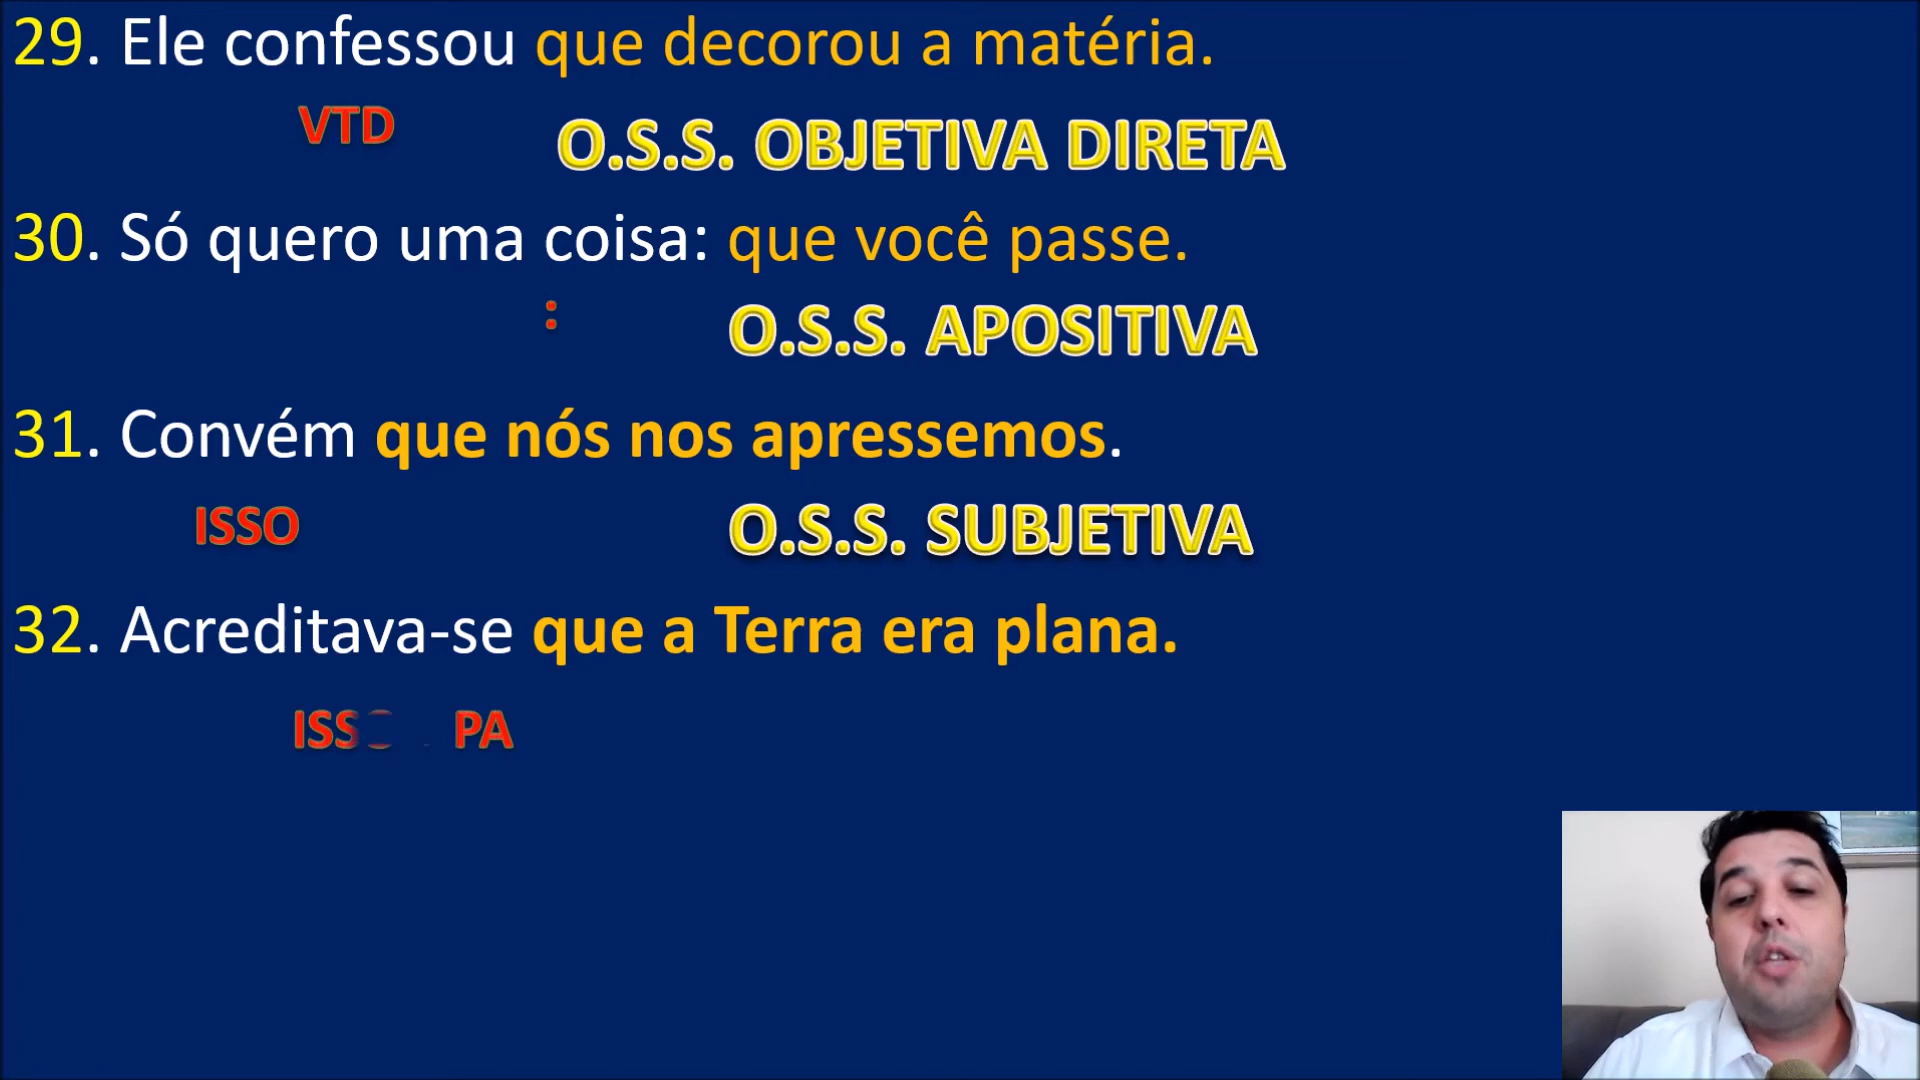 29. Ele confessou que decorou a matéria.
VTD O.S.S. OBJETIVA DIRETA
30. Só quero uma coisa: que você passe.
: O.S.S. APOSITIVA
31. Convém que nós nos apressemos.
ISSO O.S.S. SUBJETIVA
32. Acreditava-se que a Terra era plana.
PA